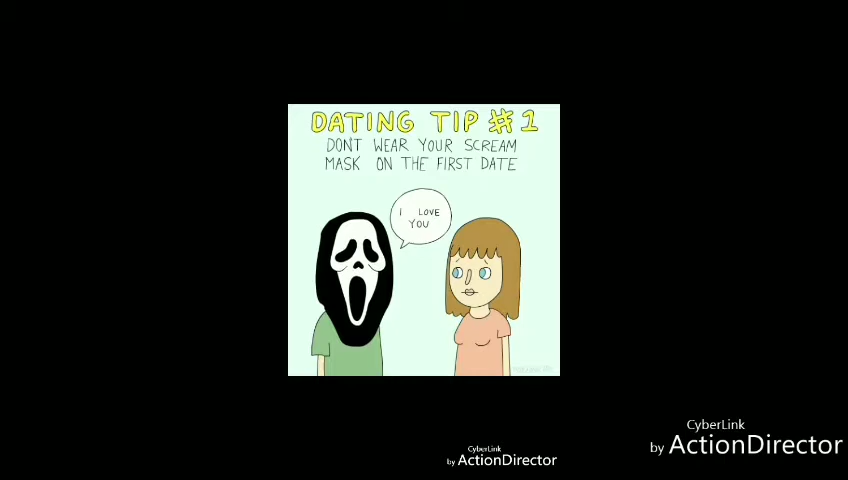 DATING TIP #1
DONT WEAR YOUR SCREAM
MASK ON THE FIRST DATE
I LOVE
YOU
CyberLink
by ActionDirector
CyberLink
by ActionDirector